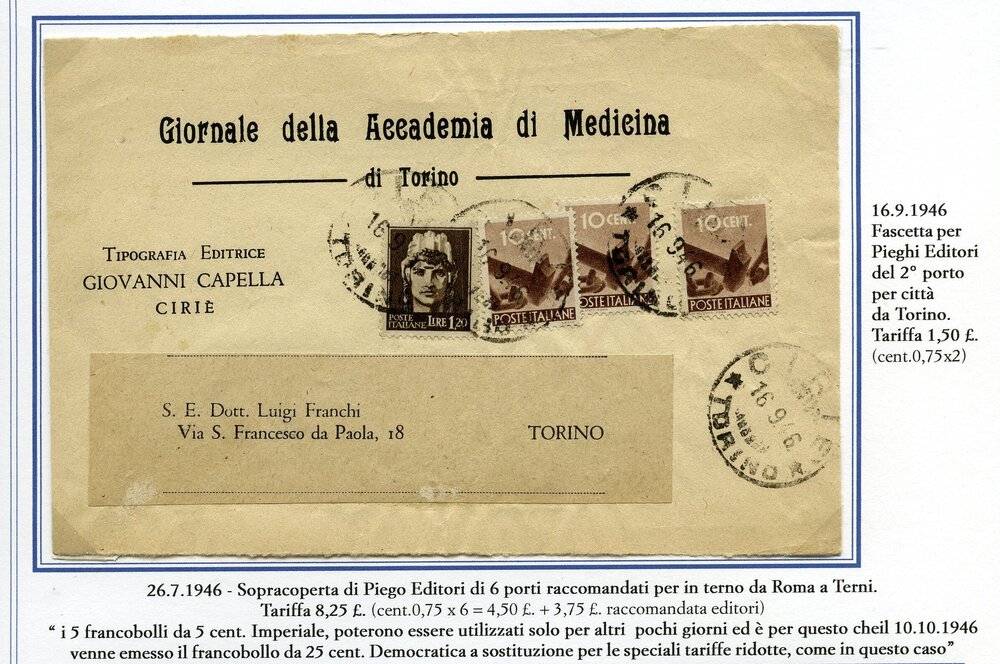 Giornale della Accademia di Medicina
di Torino
TIPOGRAFIA EDITRICE
GIOVANNI CAPELLA
CIRIÈ
POSTE ITALIANE LIRE 1,20
10 CENT.
POSTE ITALIANE
10 CENT.
POSTE ITALIANE
10 CENT.
POSTE ITALIANE
16 9 46
TORINO
S. E. Dott. Luigi Franchi
Via S. Francesco da Paola, 18 TORINO
16.9.1946
Fascetta per
Pieghi Editori
del 2° porto
per città
da Torino.
Tariffa 1,50 £.
(cent.0,75x2)
26.7.1946 - Sopracoperta di Piego Editori di 6 porti raccomandati per in terno da Roma a Terni.
Tariffa 8,25 £. (cent.0,75 x 6 = 4,50 £. + 3,75 £. raccomandata editori)
“ i 5 francobolli da 5 cent. Imperiale, poterono essere utilizzati solo per altri pochi giorni ed è per questo cheil 10.10.1946
venne emesso il francobollo da 25 cent. Democratica a sostituzione per le speciali tariffe ridotte, come in questo caso”